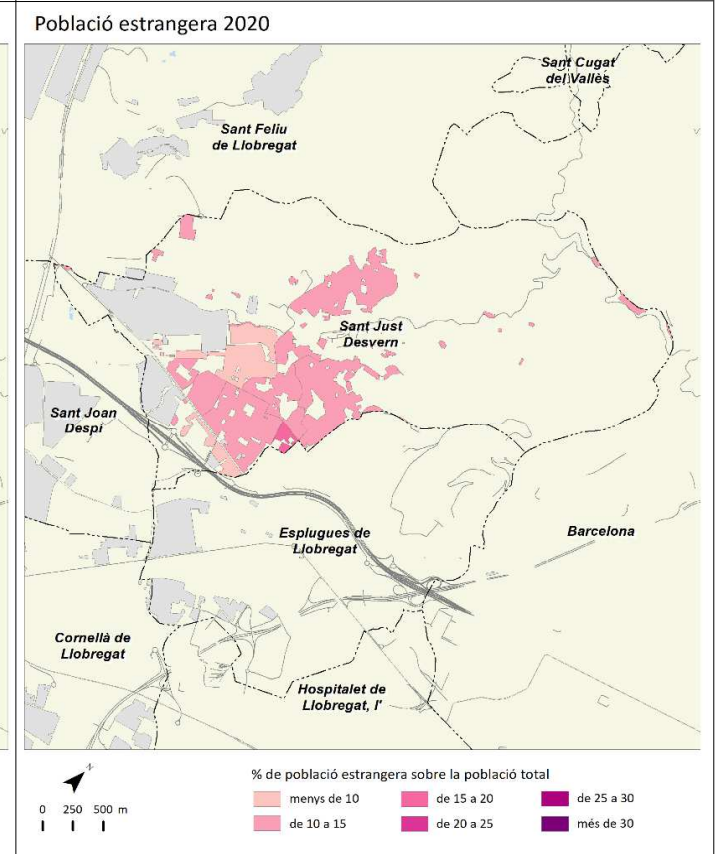 Població estrangera 2020
Sant Cugat
del Vallès
Sant Feliu
de Llobregat
Sant Just
Desvern
Sant Joan
Despí
Esplugues de
Llobregat
Barcelona
Cornellà de
Llobregat
Hospitalet de
Llobregat, l'
N
0 250 500 m
% de població estrangera sobre la població total
menys de 10
de 15 a 20
de 25 a 30
de 10 a 15
de 20 a 25
més de 30